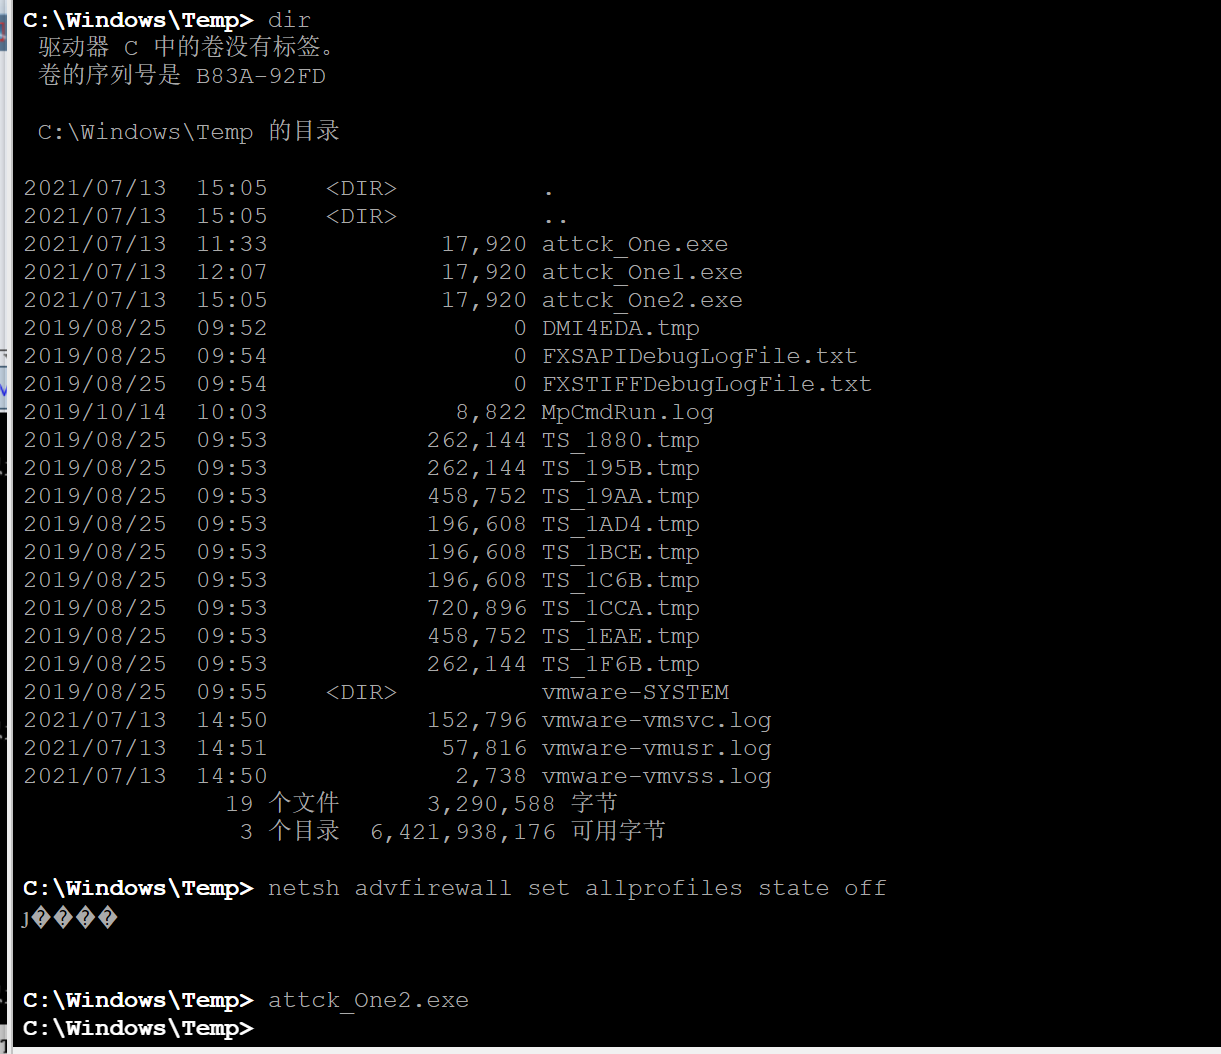 C:\Windows\Temp> dir
驱动器 C 中的卷没有标签。
卷的序列号是 B83A-92FD
C:\Windows\Temp 的目录
2021/07/13  15:05    <DIR>          .
2021/07/13  15:05    <DIR>          ..
2021/07/13  11:33            17,920 attck_One.exe
2021/07/13  12:07            17,920 attck_One1.exe
2021/07/13  15:05            17,920 attck_One2.exe
2019/08/25  09:52                 0 DMI4EDA.tmp
2019/08/25  09:54                 0 FXSAPIDebugLogFile.txt
2019/08/25  09:54                 0 FXSTIFFDebugLogFile.txt
2019/10/14  10:03             8,822 MpCmdRun.log
2019/08/25  09:53           262,144 TS_1880.tmp
2019/08/25  09:53           262,144 TS_195B.tmp
2019/08/25  09:53           458,752 TS_19AA.tmp
2019/08/25  09:53           196,608 TS_1AD4.tmp
2019/08/25  09:53           196,608 TS_1BCE.tmp
2019/08/25  09:53           196,608 TS_1C6B.tmp
2019/08/25  09:53           720,896 TS_1CCA.tmp
2019/08/25  09:53           458,752 TS_1EAE.tmp
2019/08/25  09:53           262,144 TS_1F6B.tmp
2019/08/25  09:55    <DIR>          vmware-SYSTEM
2021/07/13  14:50           152,796 vmware-vmsvc.log
2021/07/13  14:51            57,816 vmware-vmusr.log
2021/07/13  14:50             2,738 vmware-vmvss.log
19 个文件      3,290,588 字节
3 个目录  6,421,938,176 可用字节
C:\Windows\Temp> netsh advfirewall set allprofiles state off
ȷ����
C:\Windows\Temp> attck_One2.exe
C:\Windows\Temp>